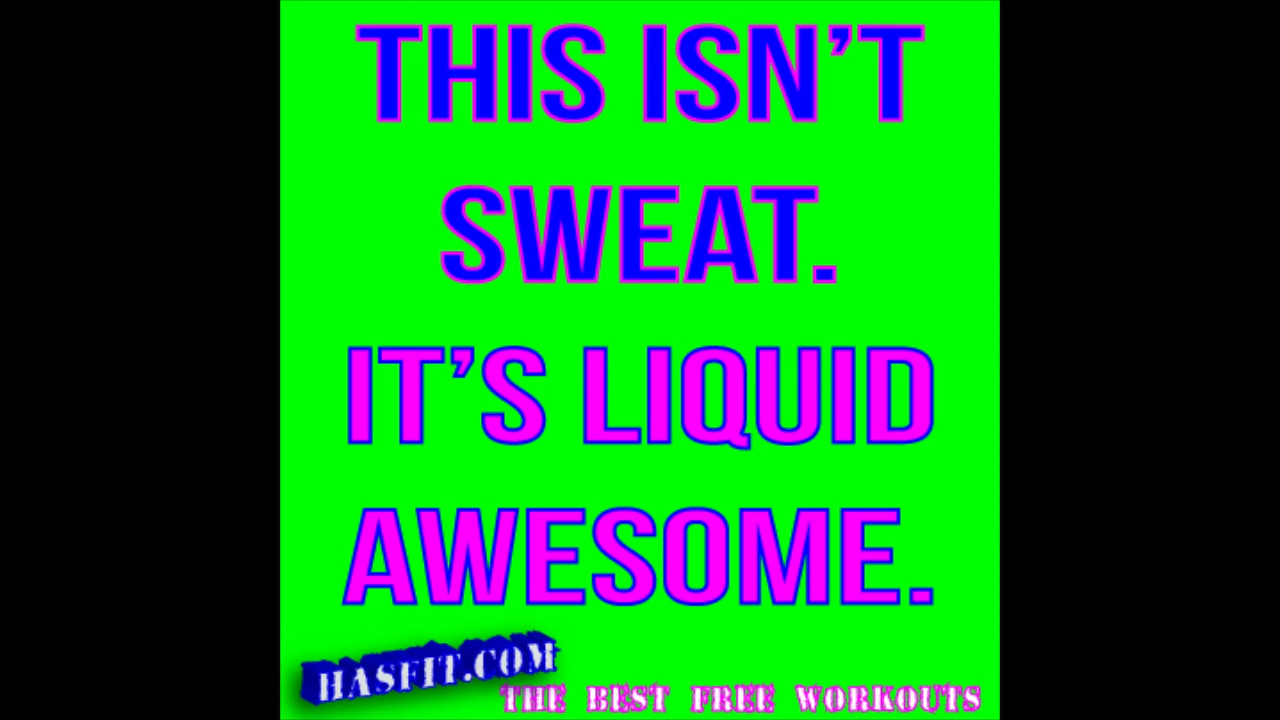 THIS ISN’T
SWEAT.
IT’S LIQUID
AWESOME.
HASFIT.COM
THE BEST FREE WORKOUTS